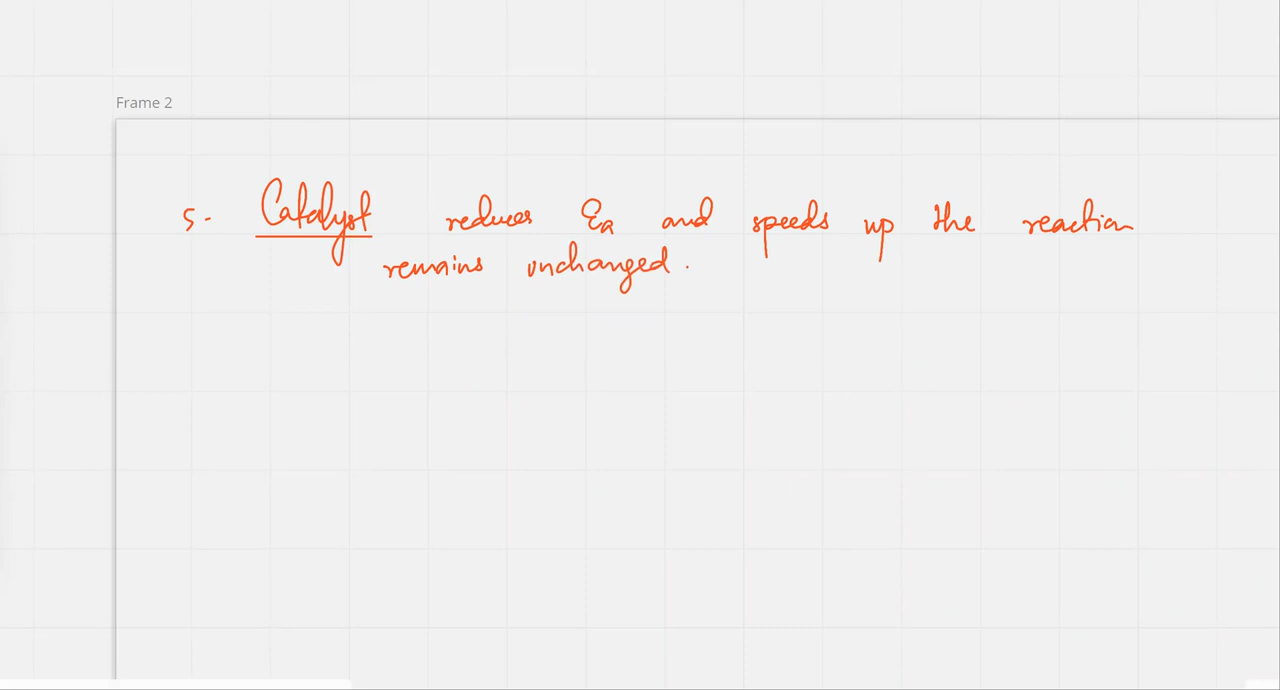 Frame 2
5. Catalyst reduces Ea and speeds up the reaction
remains unchanged.